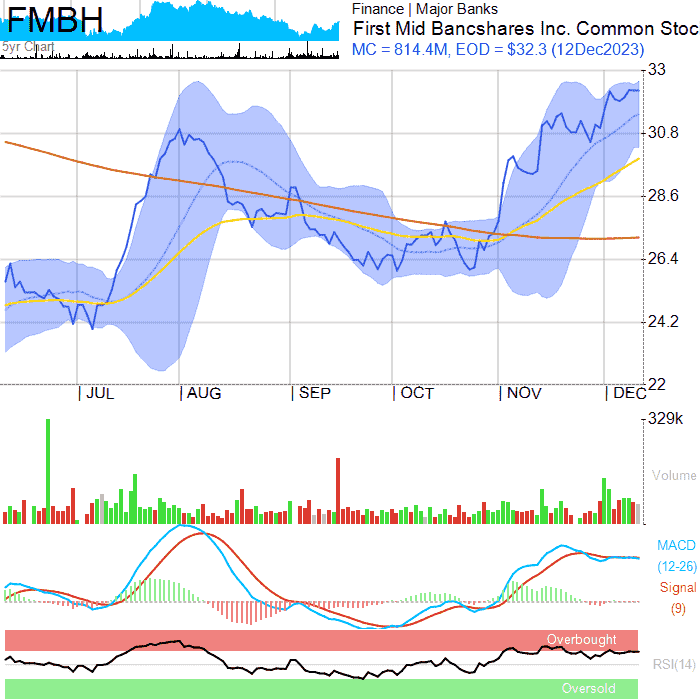 FMBH
5yr Chart
Finance | Major Banks
First Mid Bancshares Inc. Common Stoc
MC = 814.4M, EOD = $32.3 (12Dec2023)
33
30.8
28.6
26.4
24.2
22
| JUL | AUG | SEP | OCT | NOV | DEC
329k
Volume
MACD
(12-26)
Signal
(9)
Overbought
RSI(14)
Oversold